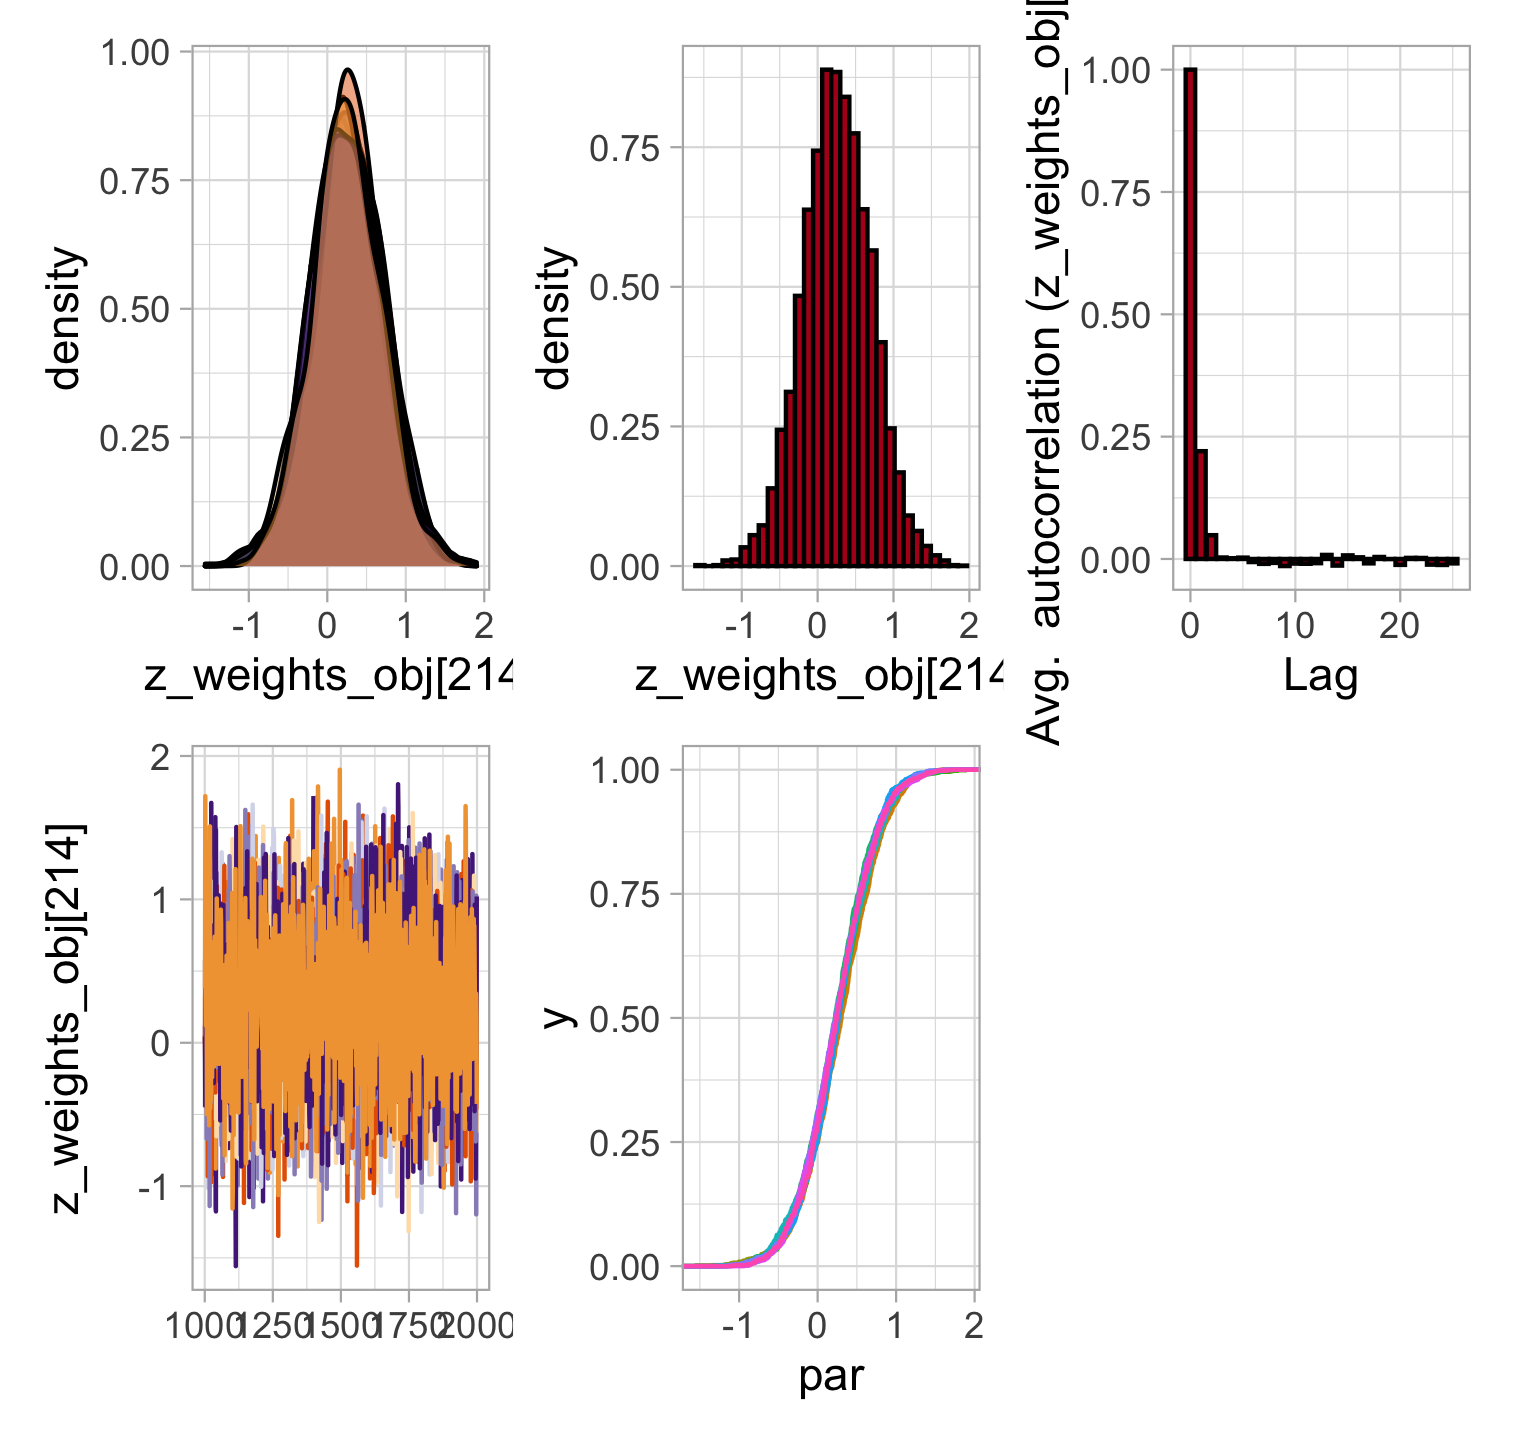 1.00
0.75
0.50
0.25
0.00
density
-1 0 1 2
z_weights_obj[214
0.75
0.50
0.25
0.00
density
-1 0 1 2
z_weights_obj[214
Avg. autocorrelation (z_weights_obj[
1.00
0.75
0.50
0.25
0.00
0 10 20
Lag
2
1
0
-1
z_weights_obj[214]
1000 1250 1500 1750 2000
1.00
0.75
0.50
0.25
0.00
y
-1 0 1 2
par